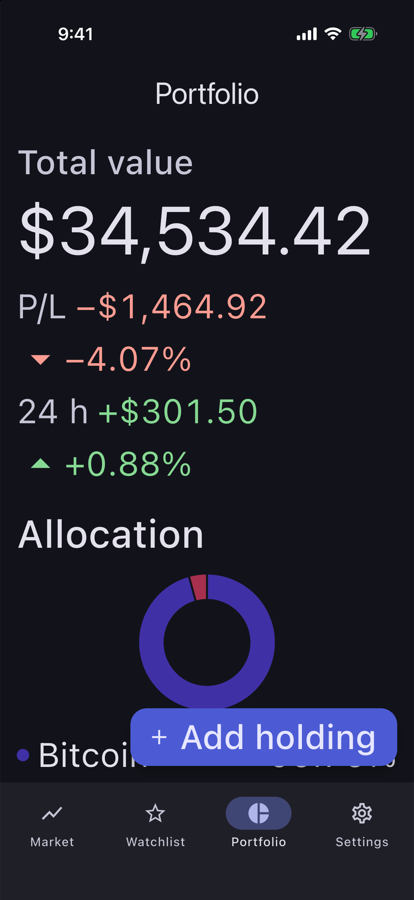 9:41
Portfolio
Total value
$34,534.42
P/L −$1,464.92
−4.07%
24 h +$301.50
+0.88%
Allocation
+ Add holding
Market
Watchlist
Portfolio
Settings